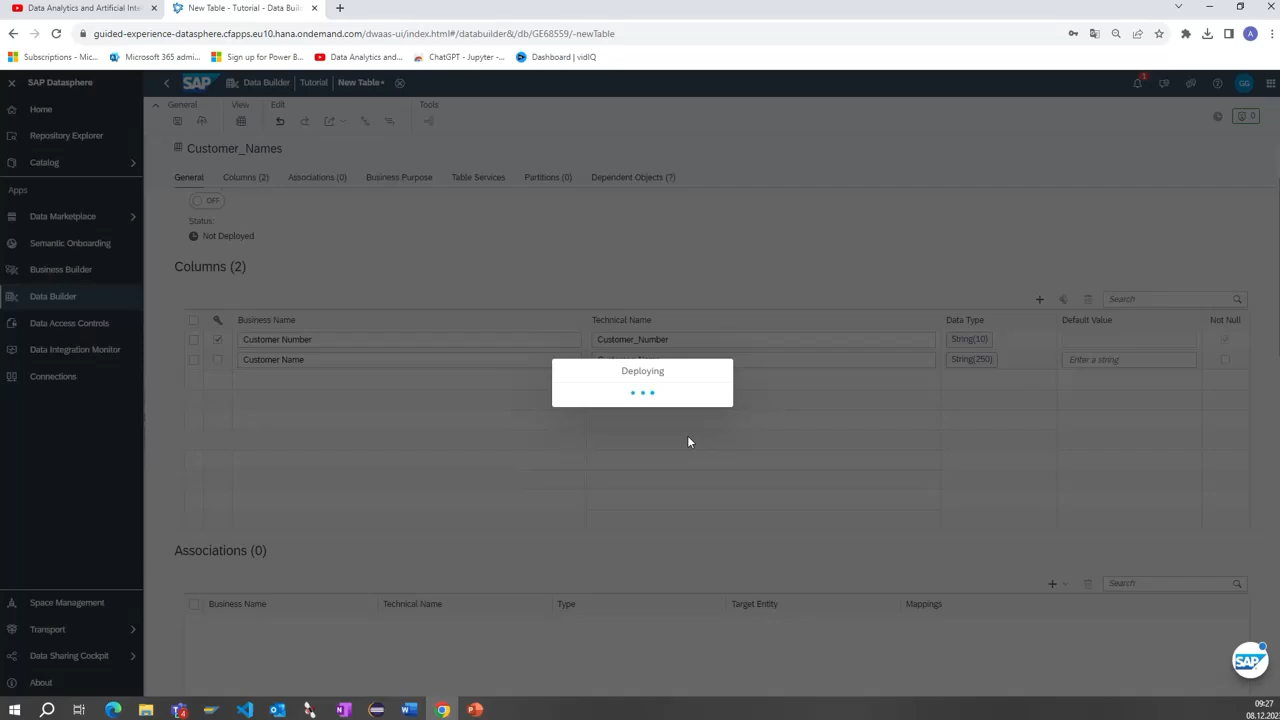 Data Analytics and Artificial Intel
New Table - Tutorial - Data Builde
guided-experience-datasphere.cfapps.eu10.hana.ondemand.com/dwaas-ui/index.html#/databuilder&/db/GE68559/-newTable
A
Subscriptions - Mic...
Microsoft 365 admi...
Sign up for Power B...
Data Analytics and...
ChatGPT - Jupyter -...
Dashboard | vidIQ
SAP Datasphere
SAP
Data Builder
Tutorial
New Table*
1
GG
Home
Repository Explorer
Catalog
Apps
Data Marketplace
Semantic Onboarding
Business Builder
Data Builder
Data Access Controls
Data Integration Monitor
Connections
Space Management
Transport
Data Sharing Cockpit
About
General
View
Edit
Tools
0
Customer_Names
General
Columns (2)
Associations (0)
Business Purpose
Table Services
Partitions (0)
Dependent Objects (?)
OFF
Status:
Not Deployed
Columns (2)
Search
Business Name
Technical Name
Data Type
Default Value
Not Null
Customer Number
Customer_Number
String(10)
Customer Name
String(250)
Enter a string
Deploying
Associations (0)
Search
Business Name
Technical Name
Type
Target Entity
Mappings
SAP
09:27